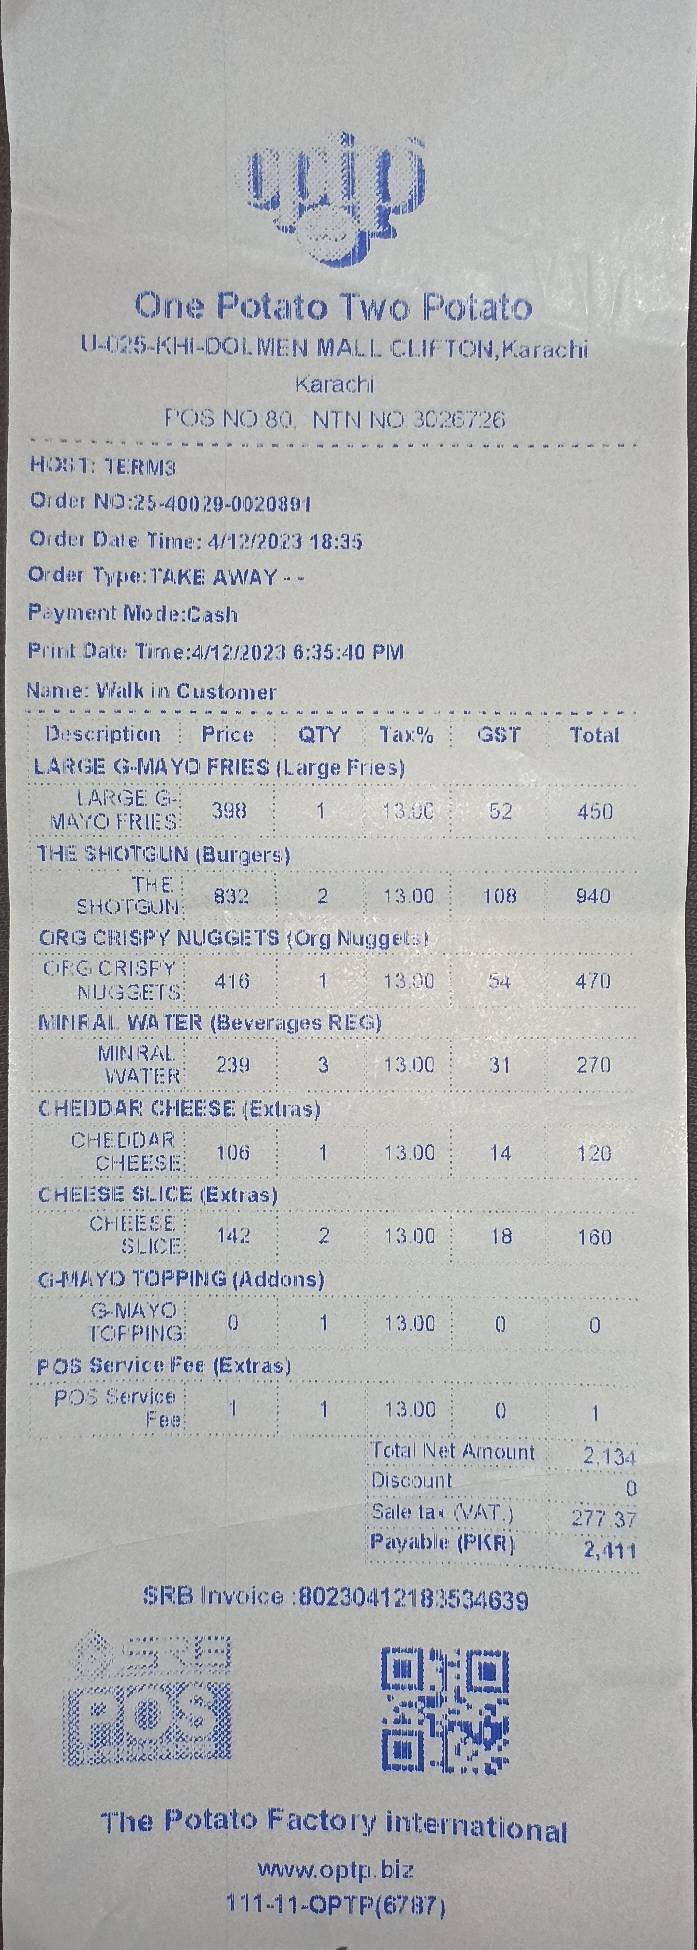 optp
One Potato Two Potato
U-025-KHI-DOLMEN MALL CLIFTON,Karachi
Karachi
POS NO 80, NTN NO 3026726
HOST: TERM3
Order NO:25-40029-0020891
Order Date Time: 4/12/2023 18:35
Order Type:TAKE AWAY - -
Payment Mode:Cash
Print Date Time:4/12/2023 6:35:40 PM
Name: Walk in Customer
Description Price QTY Tax% GST Total
LARGE G-MAYO FRIES (Large Fries)
LARGE G-
MAYO FRIES 398 1 13.00 52 450
THE SHOTGUN (Burgers)
THE
SHOTGUN 832 2 13.00 108 940
ORG CRISPY NUGGETS (Org Nuggets)
ORG CRISPY
NUGGETS 416 1 13.00 54 470
MINRAL WATER (Beverages REG)
MINRAL
WATER 239 3 13.00 31 270
CHEDDAR CHEESE (Extras)
CHEDDAR
CHEESE 106 1 13.00 14 120
CHEESE SLICE (Extras)
CHEESE
SLICE 142 2 13.00 18 160
G-MAYO TOPPING (Addons)
G-MAYO
TOPPING 0 1 13.00 0 0
POS Service Fee (Extras)
POS Service
Fee 1 1 13.00 0 1
Total Net Amount 2,134
Discount 0
Sale tax (VAT.) 277.37
Payable (PKR) 2,411
SRB Invoice :80230412183534639
SRB
POS
The Potato Factory international
www.optp.biz
111-11-OPTP(6787)